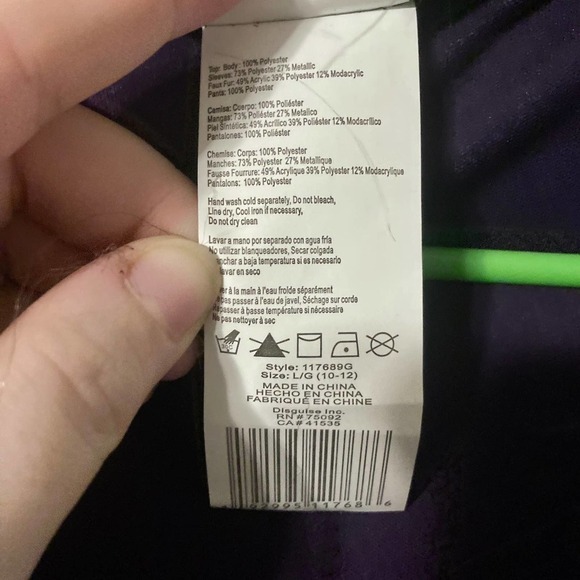 Top: Body: 100% Polyester
Sleeves: 73% Polyester 27% Metallic
Faux Fur: 49% Acrylic 39% Polyester 12% Modacrylic
Pants: 100% Polyester
Camisa: Cuerpo: 100% Poliéster
Mangas: 73% Poliéster 27% Metalico
Piel Sintética: 49% Acrílico 39% Poliéster 12% Modacrílico
Pantalones: 100% Poliéster
Chemise: Corps: 100% Polyester
Manches: 73% Polyester 27% Metallique
Fausse Fourrure: 49% Acrylique 39% Polyester 12% Modacrylique
Pantalons: 100% Polyester
Hand wash cold separately, Do not bleach,
Line dry, Cool iron if necessary,
Do not dry clean
Lavar a mano por separado con agua fría
No utilizar blanqueadores, Secar colgada
a baja temperatura si es necesario
lavar en seco
à la main à l'eau froide séparément
pas passer à l'eau de javel, Séchage sur corde
à basse température si nécessaire
pas nettoyer à sec
Style: 117689G
Size: L/G (10-12)
MADE IN CHINA
HECHO EN CHINA
FABRIQUÉ EN CHINE
Disguise Inc.
RN# 75092
CA# 41535
11768 6